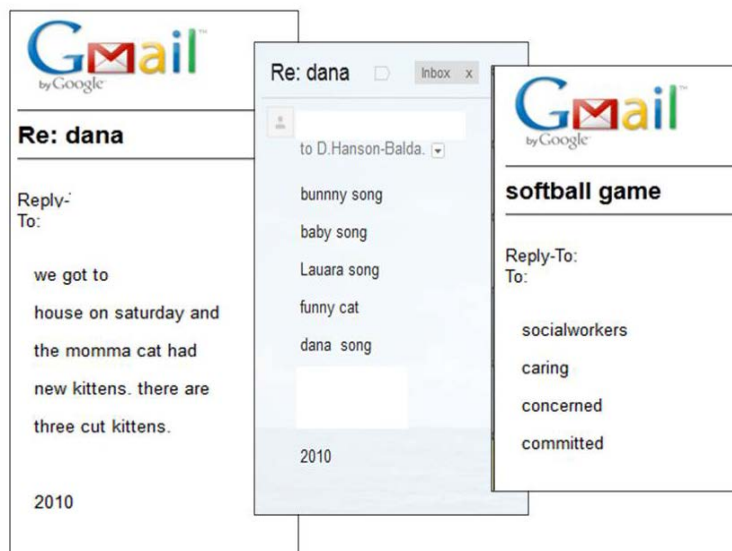 Gmail™
by Google
Re: dana
Reply-
To:
we got to
house on saturday and
the momma cat had
new kittens. there are
three cut kittens.
2010
Re: dana
Inbox x
to D.Hanson-Balda.
bunnny song
baby song
Lauara song
funny cat
dana song
2010
Gmail™
by Google
softball game
Reply-To:
To:
socialworkers
caring
concerned
committed